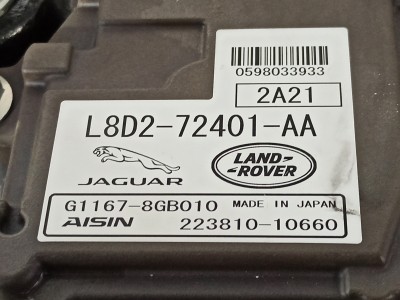 0598033933
2A21
L8D2-72401-AA
JAGUAR
LAND-
ROVER
G1167-8GB010 MADE IN JAPAN
AISIN 223810-10660